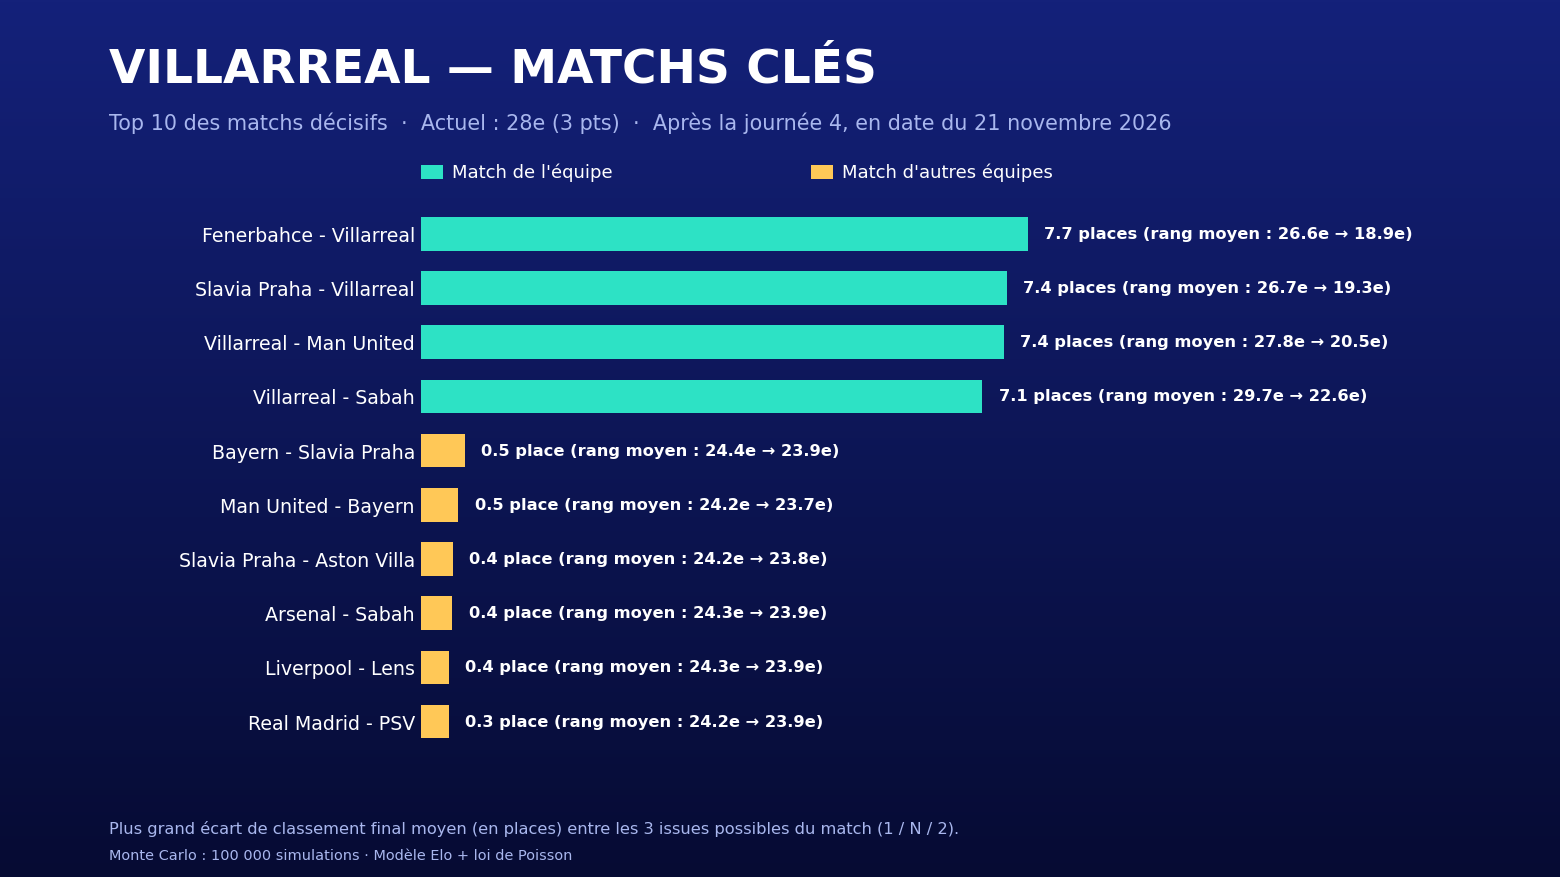 VILLARREAL — MATCHS CLÉS
Top 10 des matchs décisifs · Actuel : 28e (3 pts) · Après la journée 4, en date du 21 novembre 2026
Match de l'équipe
Match d'autres équipes
Fenerbahce - Villarreal 7.7 places (rang moyen : 26.6e → 18.9e)
Slavia Praha - Villarreal 7.4 places (rang moyen : 26.7e → 19.3e)
Villarreal - Man United 7.4 places (rang moyen : 27.8e → 20.5e)
Villarreal - Sabah 7.1 places (rang moyen : 29.7e → 22.6e)
Bayern - Slavia Praha 0.5 place (rang moyen : 24.4e → 23.9e)
Man United - Bayern 0.5 place (rang moyen : 24.2e → 23.7e)
Slavia Praha - Aston Villa 0.4 place (rang moyen : 24.2e → 23.8e)
Arsenal - Sabah 0.4 place (rang moyen : 24.3e → 23.9e)
Liverpool - Lens 0.4 place (rang moyen : 24.3e → 23.9e)
Real Madrid - PSV 0.3 place (rang moyen : 24.2e → 23.9e)
Plus grand écart de classement final moyen (en places) entre les 3 issues possibles du match (1 / N / 2).
Monte Carlo : 100 000 simulations · Modèle Elo + loi de Poisson